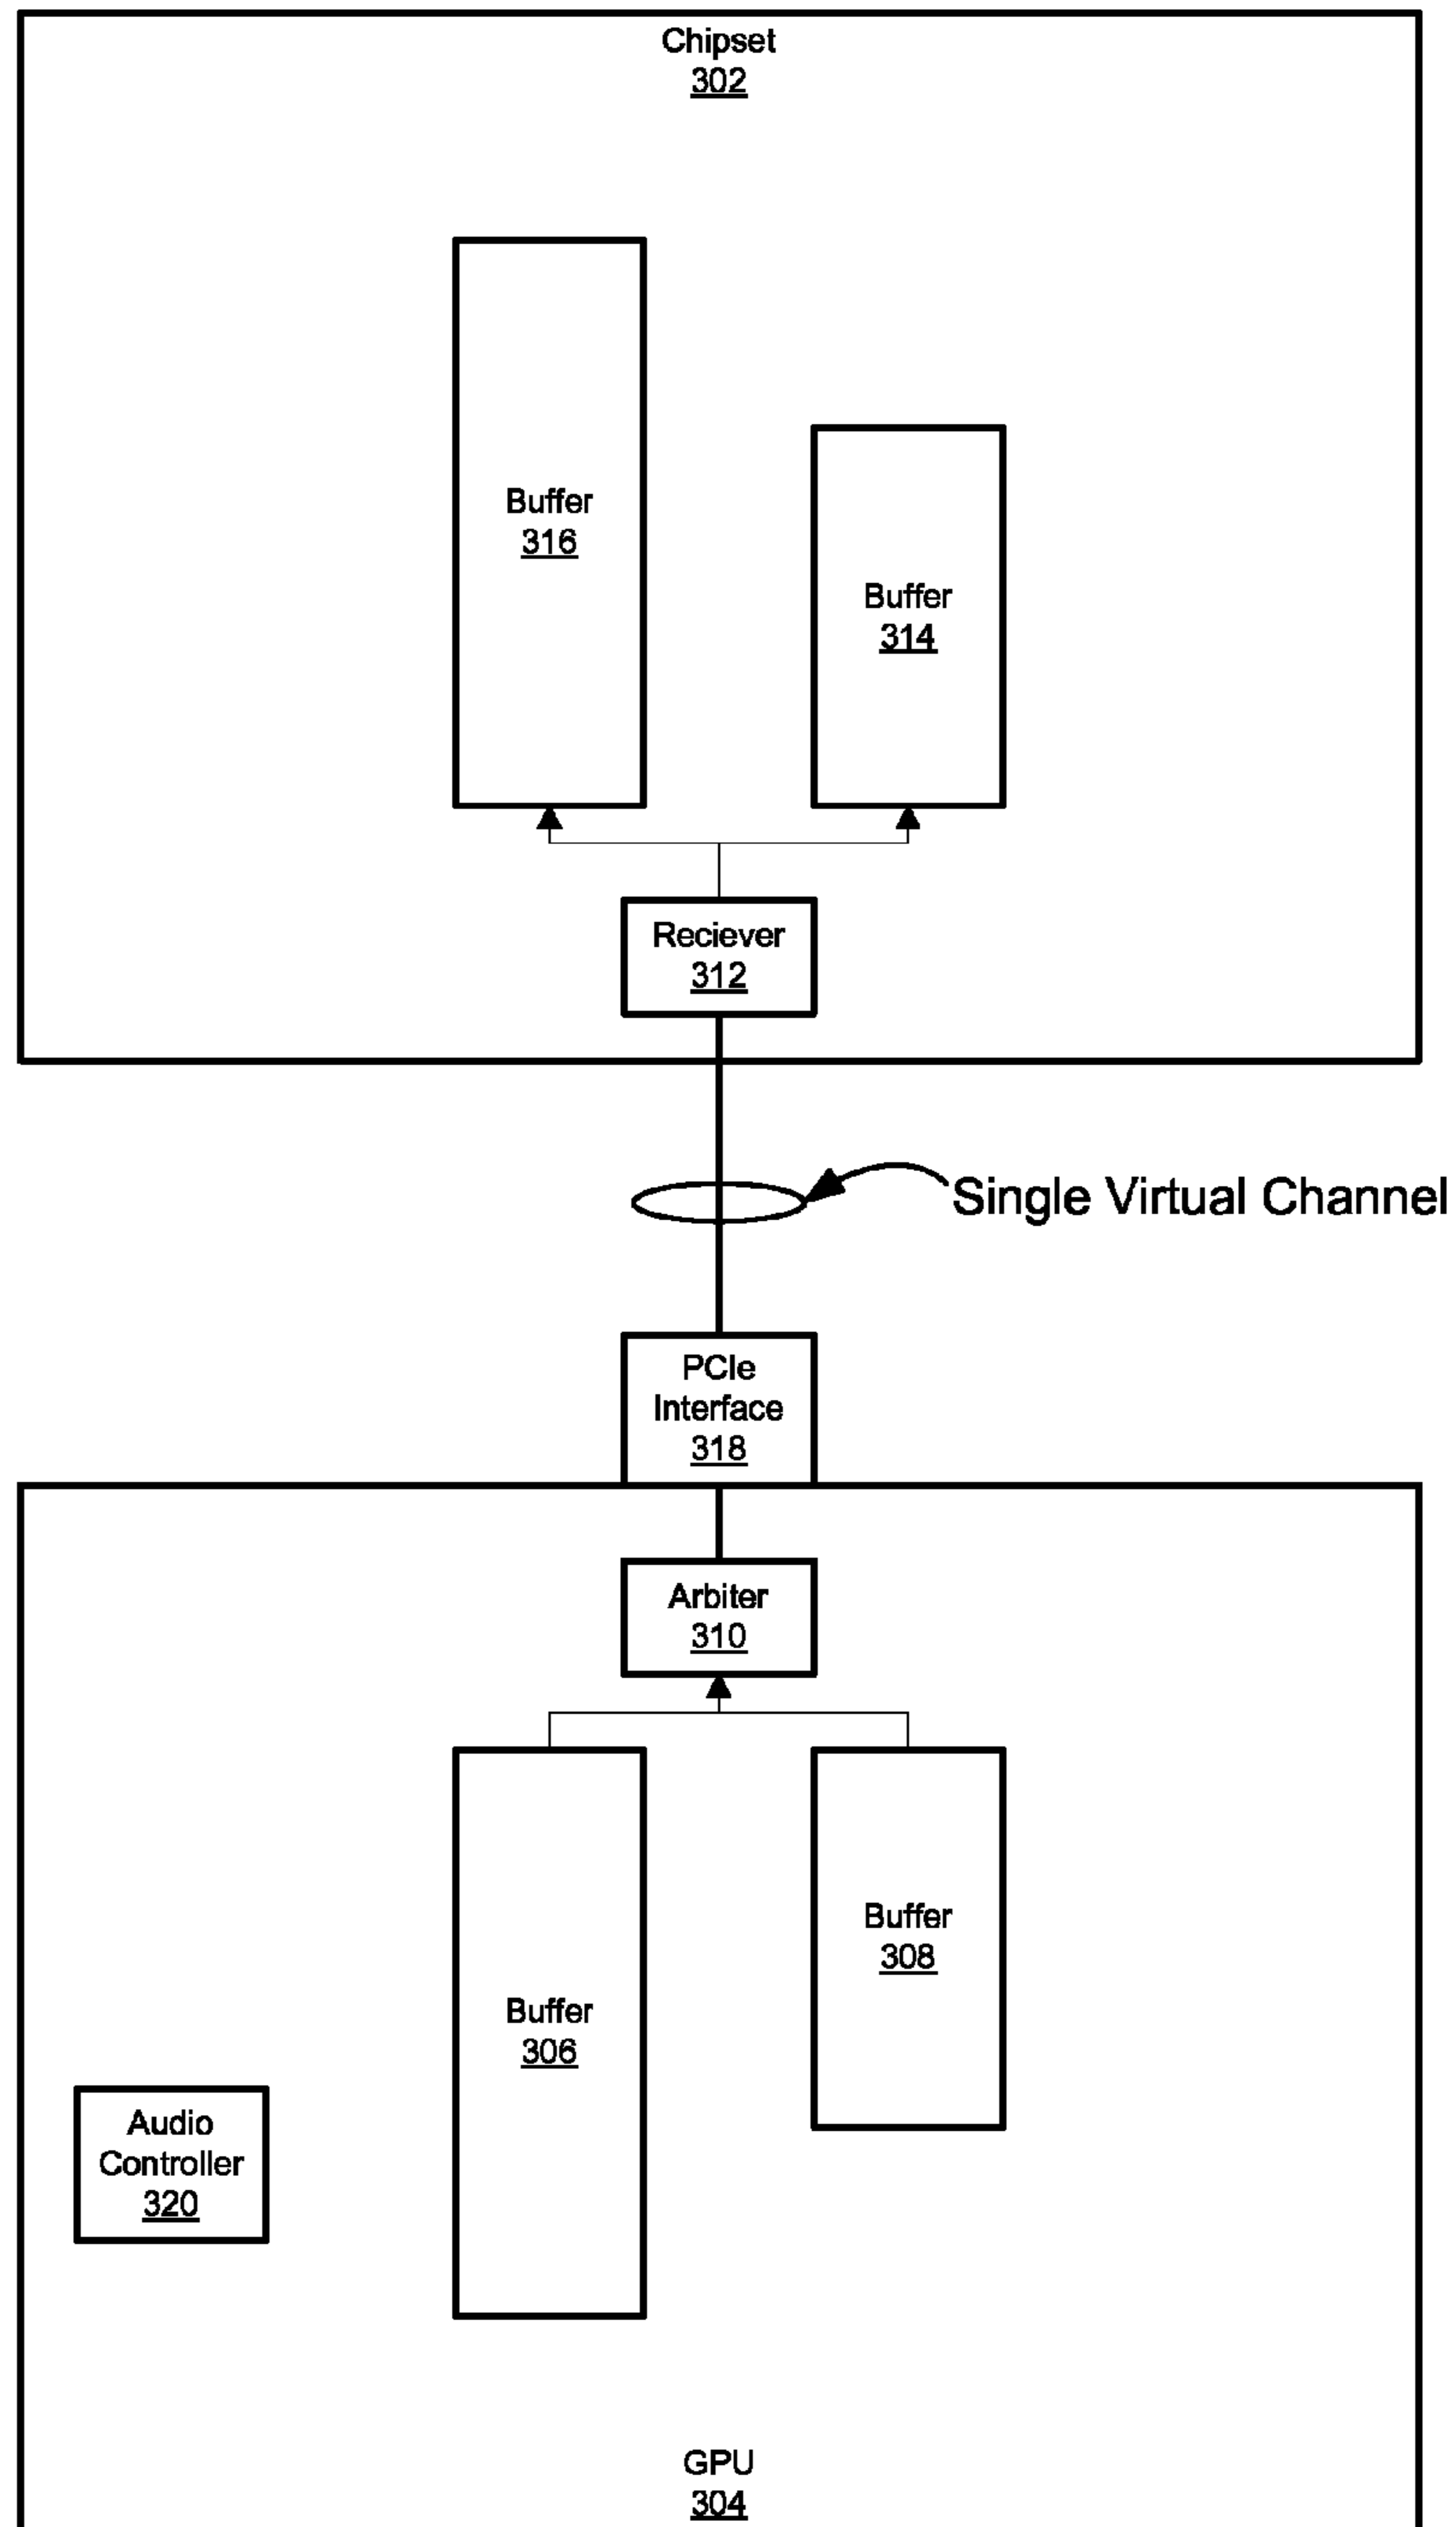 Chipset
302
Buffer
316
Buffer
314
Reciever
312
Single Virtual Channel
PCIe
Interface
318
Arbiter
310
Buffer
308
Buffer
306
Audio
Controller
320
GPU
304